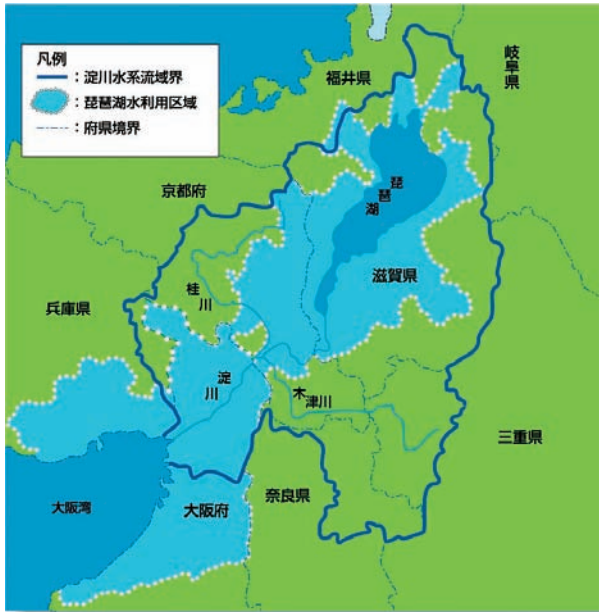 凡例
：淀川水系流域界
：琵琶湖水利用区域
：府県境界
福井県
岐阜県
京都府
琵琶湖
滋賀県
兵庫県
桂川
淀川
木津川
三重県
大阪湾
大阪府
奈良県